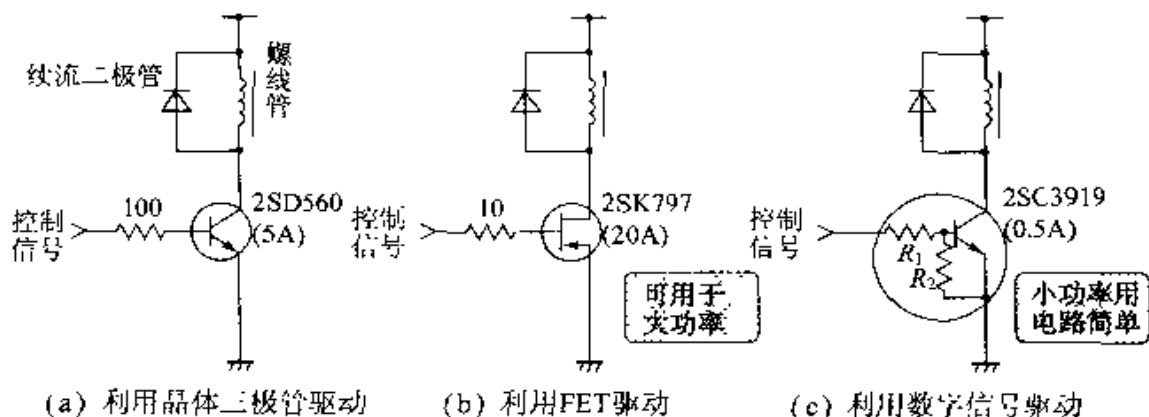 续流二极管
螺线管
控制
信号
100
2SD560
(5A)
控制
信号
10
2SK797
(20A)
可用于
大功率
控制
信号
R1
R2
2SC3919
(0.5A)
小功率用
电路简单
(a) 利用晶体三极管驱动
(b) 利用FET驱动
(c) 利用数字信号驱动